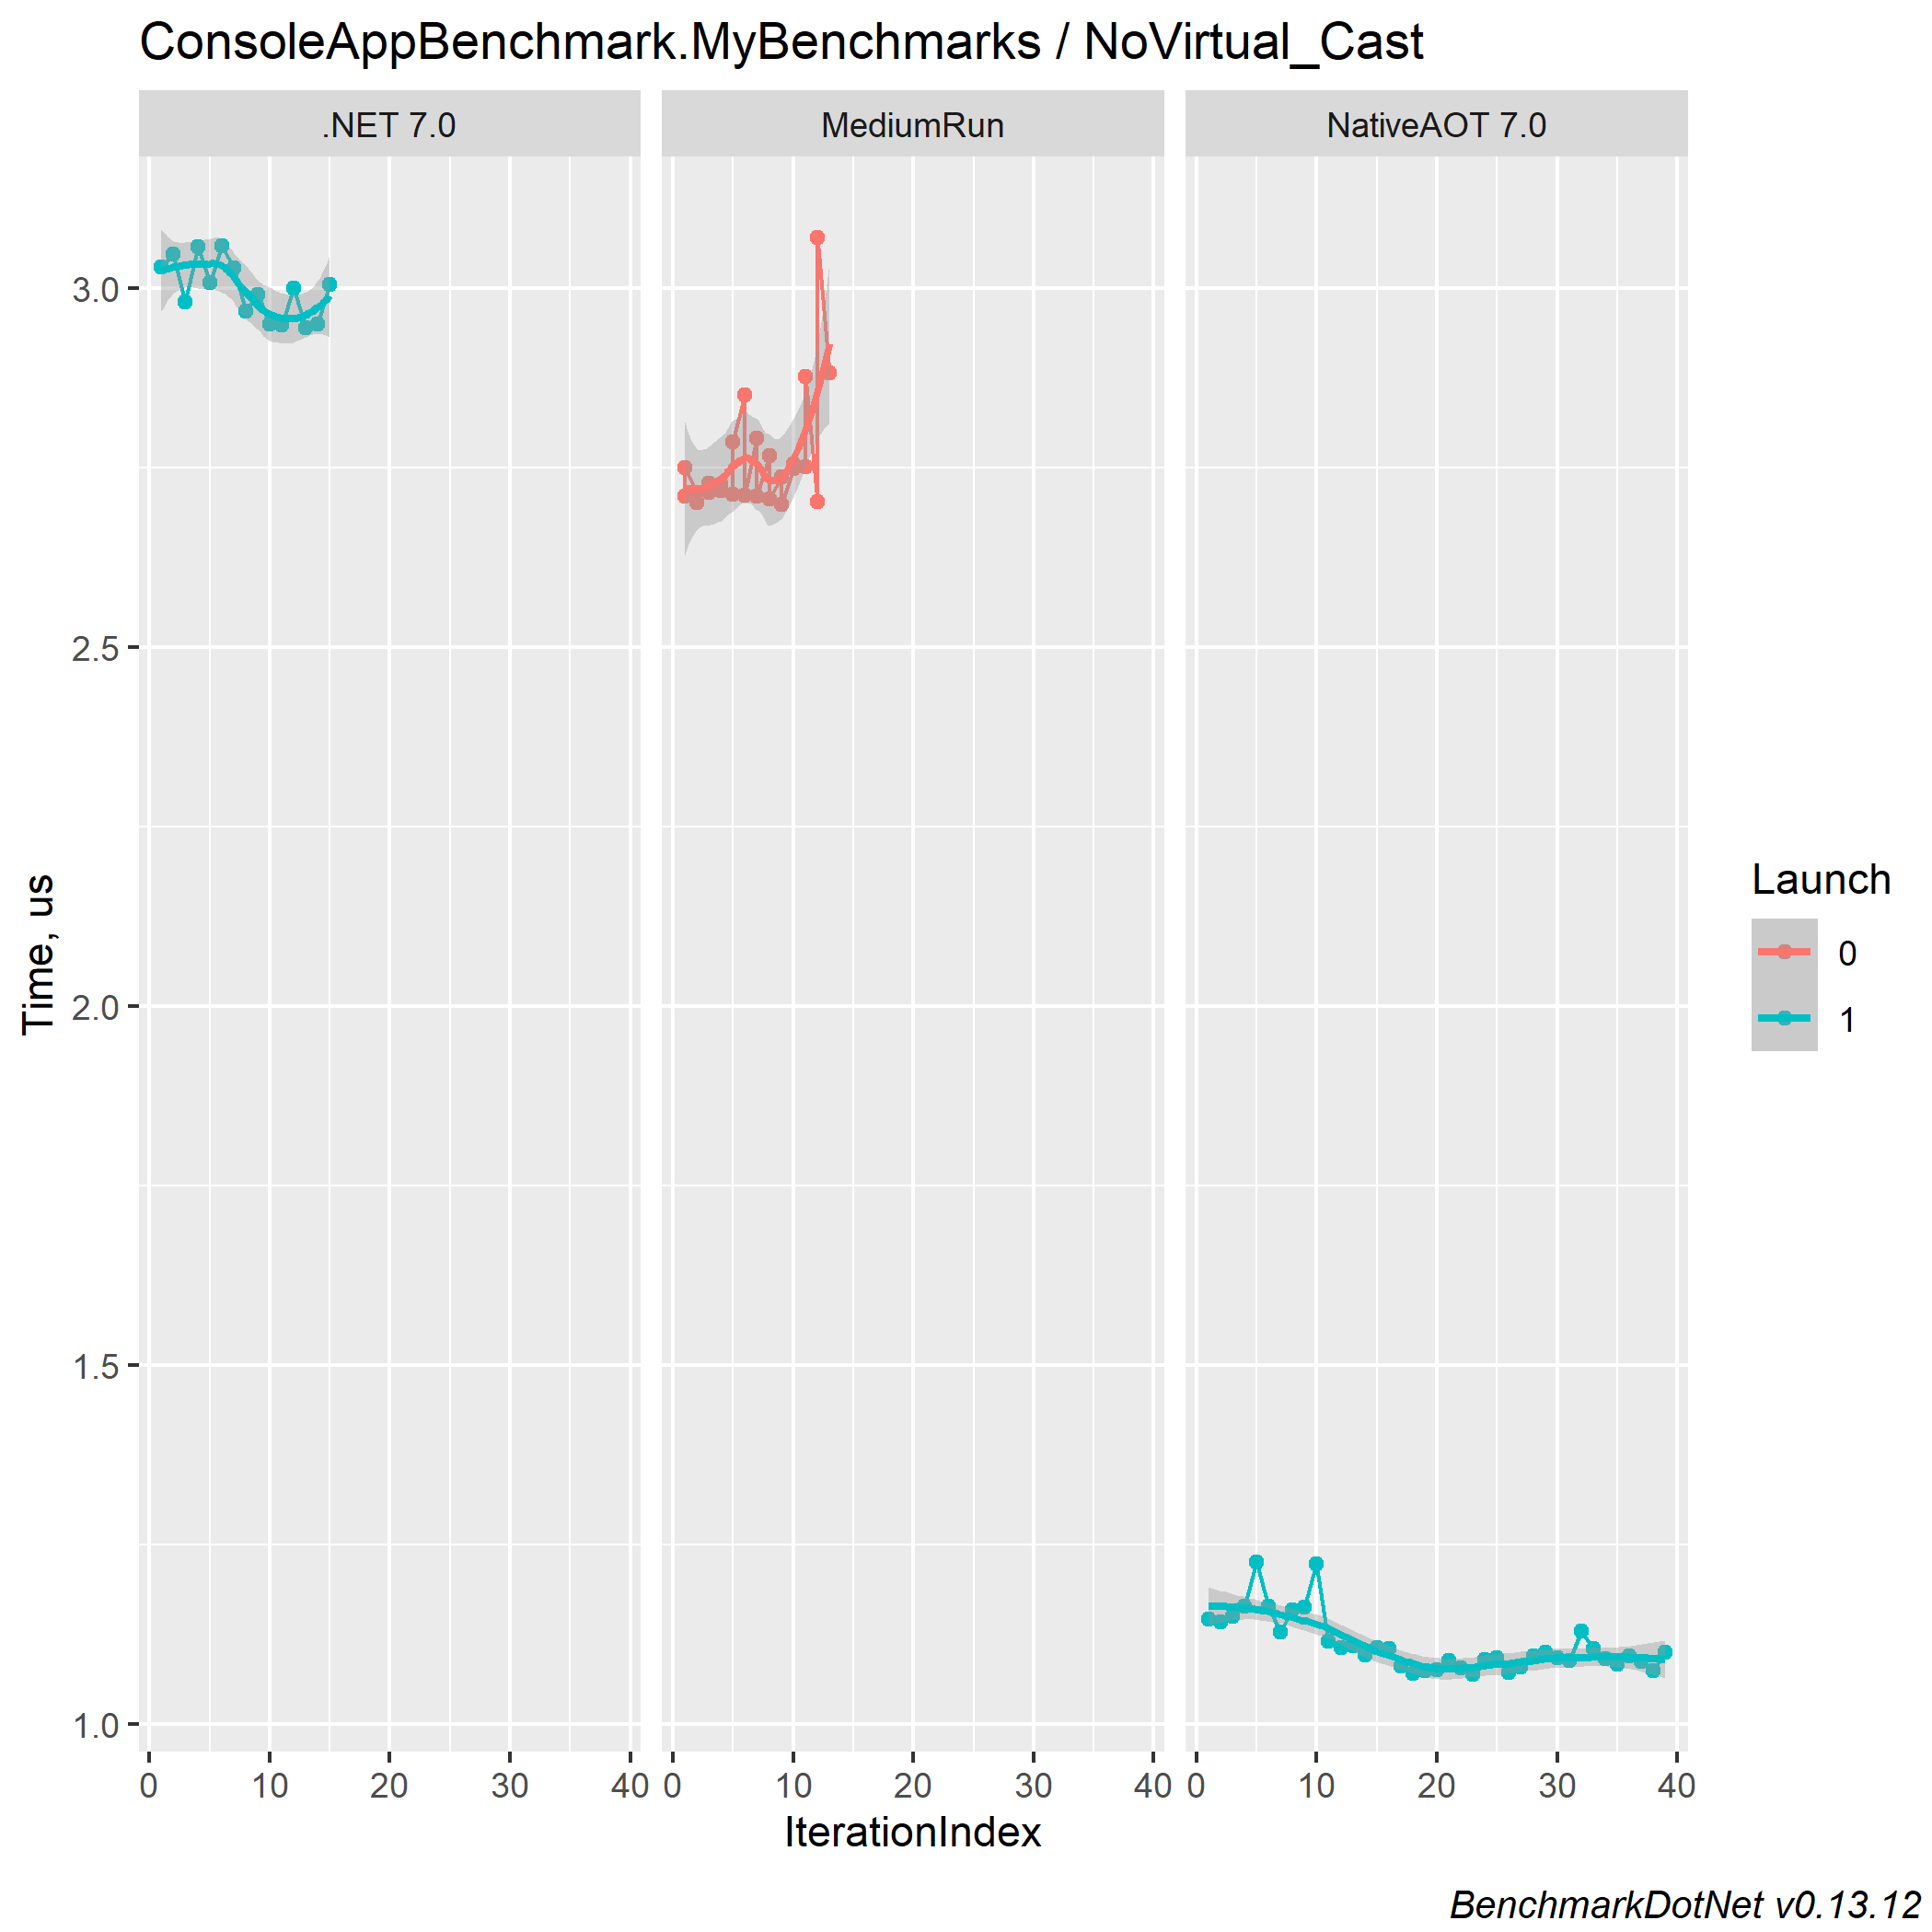 ConsoleAppBenchmark.MyBenchmarks / NoVirtual_Cast
.NET 7.0
MediumRun
NativeAOT 7.0
3.0
2.5
2.0
1.5
1.0
Time, us
0 10 20 30 40
0 10 20 30 40
0 10 20 30 40
IterationIndex
Launch
0
1
BenchmarkDotNet v0.13.12